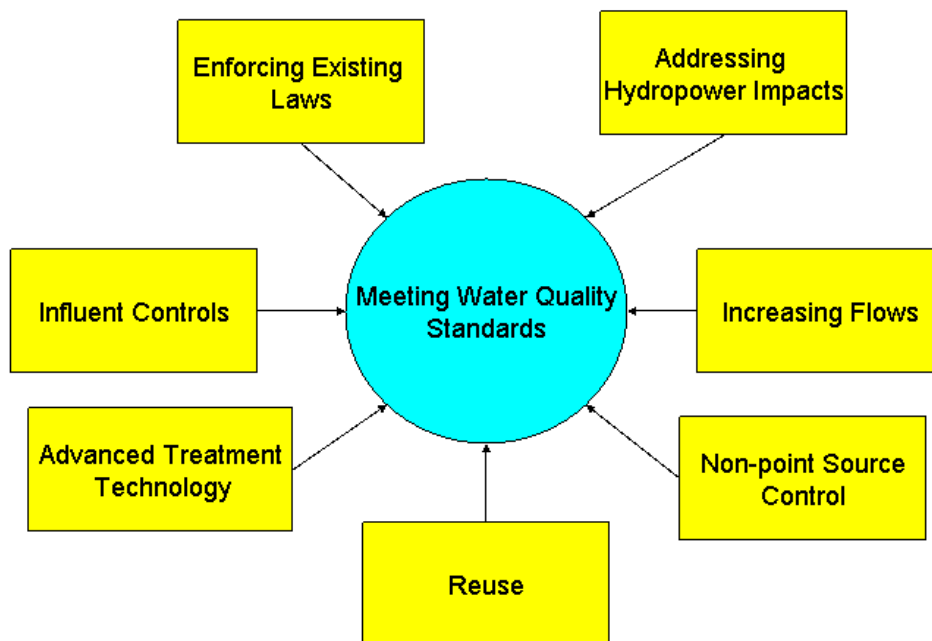 Enforcing Existing
Laws
Addressing
Hydropower Impacts
Influent Controls
Meeting Water Quality
Standards
Increasing Flows
Advanced Treatment
Technology
Non-point Source
Control
Reuse